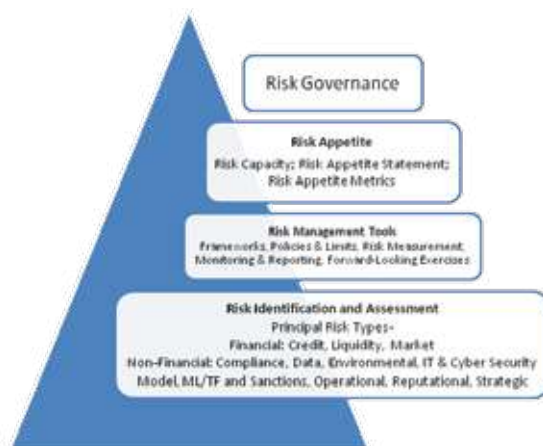 Risk Governance
Risk Appetite
Risk Capacity; Risk Appetite Statement;
Risk Appetite Metrics
Risk Management Tools
Frameworks, Policies & Limits, Risk Measurement,
Monitoring & Reporting, Forward-Looking Exercises
Risk Identification and Assessment
Principal Risk Types-
Financial: Credit, Liquidity, Market
Non-Financial: Compliance, Data, Environmental, IT & Cyber Security
Model, ML/TF and Sanctions, Operational, Reputational, Strategic